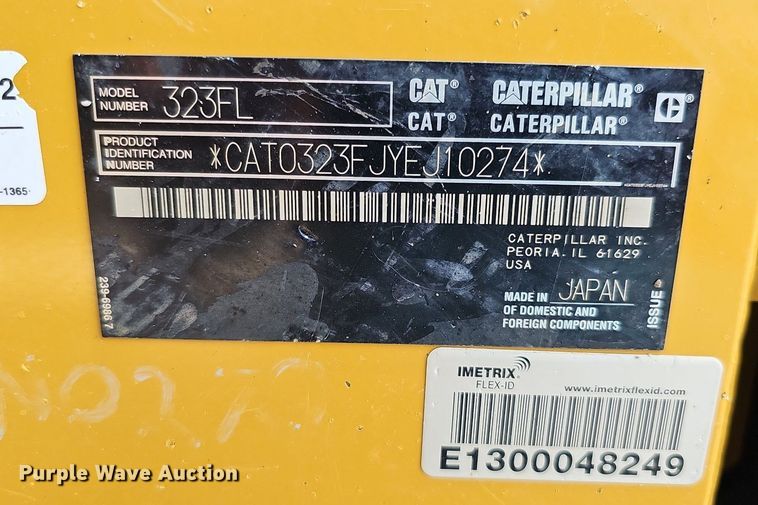 2
-1365-
MODEL NUMBER 323FL
CAT® CATERPILLAR®
CAT® CATERPILLAR®
PRODUCT IDENTIFICATION NUMBER *CAT0323FJYEJ10274*
CATERPILLAR INC.
PEORIA. IL 61629
USA
MADE IN JAPAN
OF DOMESTIC AND
FOREIGN COMPONENTS
239-6986 7
ISSUE
IMETRIX®
FLEX-ID
www.imetrixflexid.com
E1300048249
Purple Wave Auction